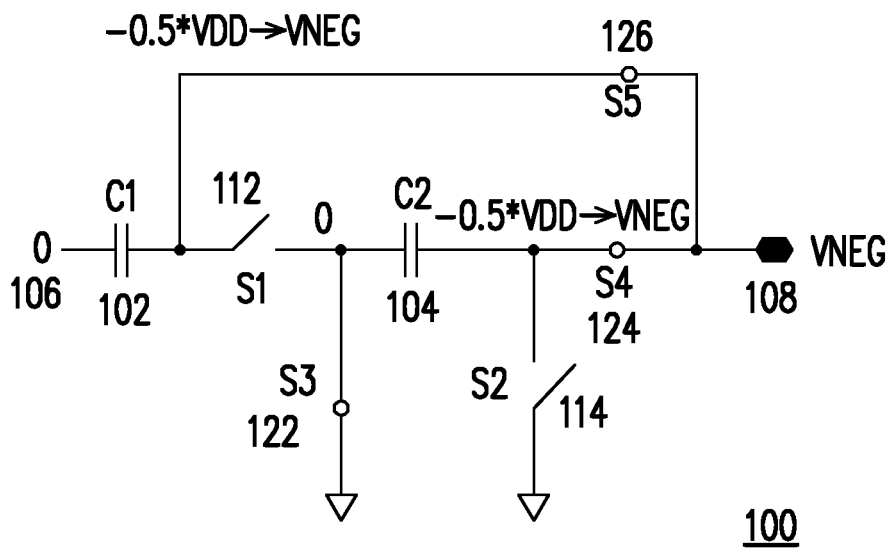 -0.5*VDD→VNEG
126
S5
112
C1
0
C2
-0.5*VDD→VNEG
0
VNEG
106
102
S1
104
S4
108
124
S3
S2
114
122
100